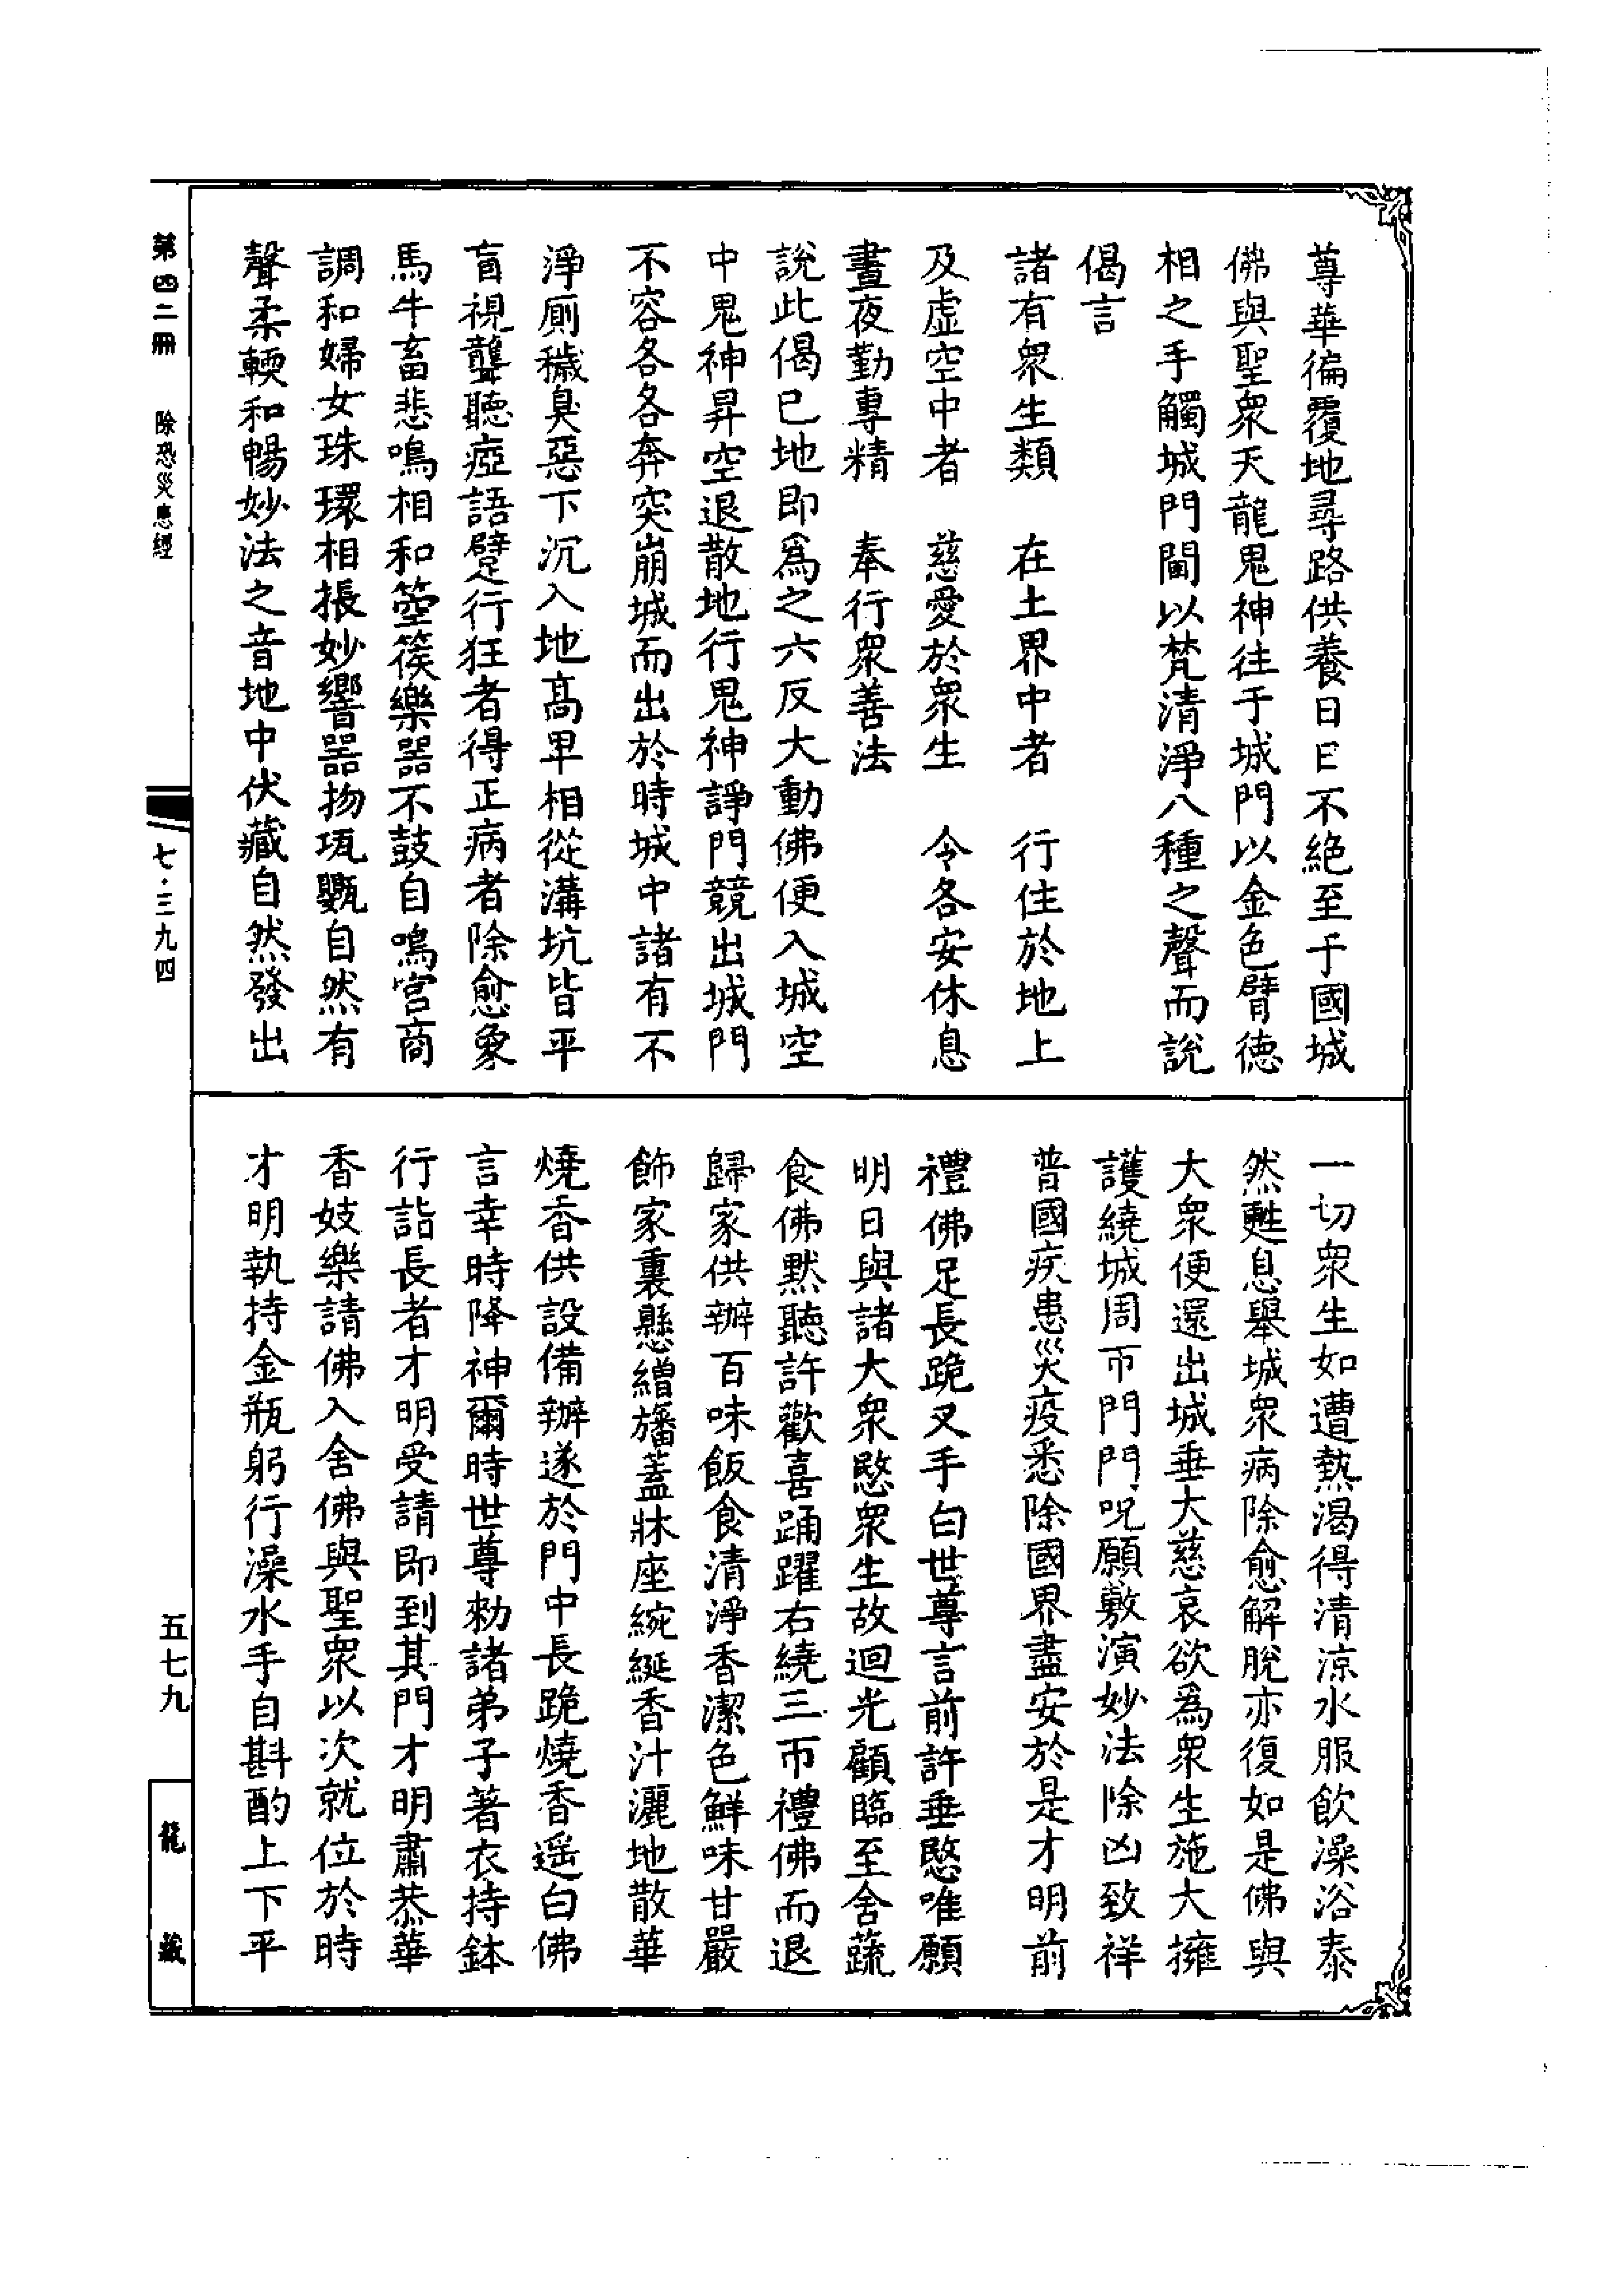 尊華徧覆地尋路供養日日不絕至于國城
佛與聖衆天龍鬼神往于城門以金色臂德
相之手觸城門閫以梵清淨八種之聲而說
偈言
諸有衆生類　在土界中者　行住於地上
及虛空中者　慈愛於衆生　令各安休息
晝夜勤專精　奉行衆善法
說此偈已地即爲之六反大動佛便入城空
中鬼神昇空退散地行鬼神諍門競出城門
不容各各奔突崩城而出於時城中諸有不
淨廁穢臭惡下沉入地高卑相從溝坑皆平
盲視聾聽瘂語躄行狂者得正病者除愈象
馬牛畜悲鳴相和箜篌樂器不鼓自鳴宮商
調和婦女珠環相振妙響器物㼚甖自然有
聲柔輭和暢妙法之音地中伏藏自然發出
一切衆生如遭熱渴得清涼水服飲澡浴泰
然甦息舉城衆病除愈解脫亦復如是佛與
大衆便還出城垂大慈哀欲爲衆生施大擁
護繞城周帀門門呪願敷演妙法除凶致祥
普國疾患災疫悉除國界盡安於是才明前
禮佛足長跪叉手白世尊言前許垂愍唯願
明日與諸大衆愍衆生故迴光顧臨至舍蔬
食佛默聽許歡喜踊躍右繞三帀禮佛而退
歸家供辦百味飯食清淨香潔色鮮味甘嚴
飾家裏懸繒旛蓋牀座綩綖香汁灑地散華
燒香供設備辦遂於門中長跪燒香遥白佛
言幸時降神爾時世尊勑諸弟子著衣持鉢
行詣長者才明受請即到其門才明肅恭華
香妓樂請佛入舍佛與聖衆以次就位於時
才明執持金瓶躬行澡水手自斟酌上下平
第四二冊　除恐災患經
七·三九四
五七九
龍藏